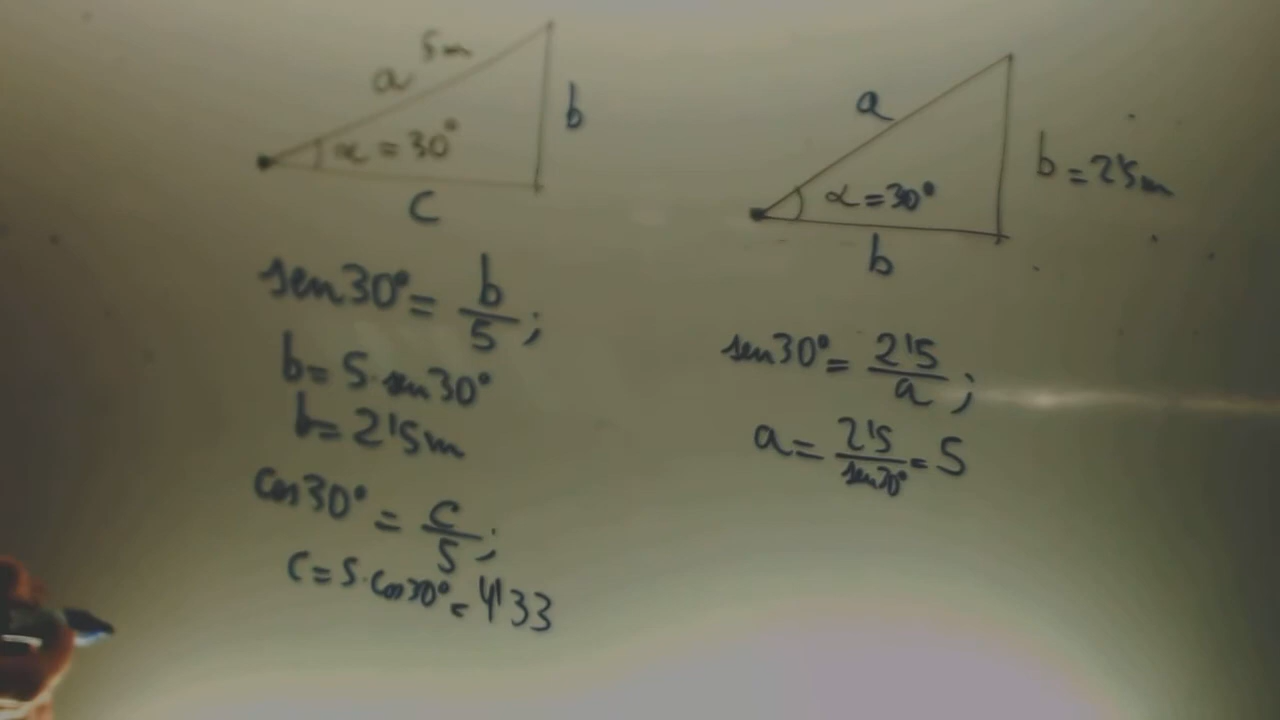 5m
a
b
α = 30°
c
sen30° = b/5;
b = 5·sen30°
b = 2'5m
cos30° = c/5;
c = 5·cos30° = 4'33
a
b = 2'5m
α = 30°
b
sen30° = 2'5/a;
a = 2'5/sen30° = 5